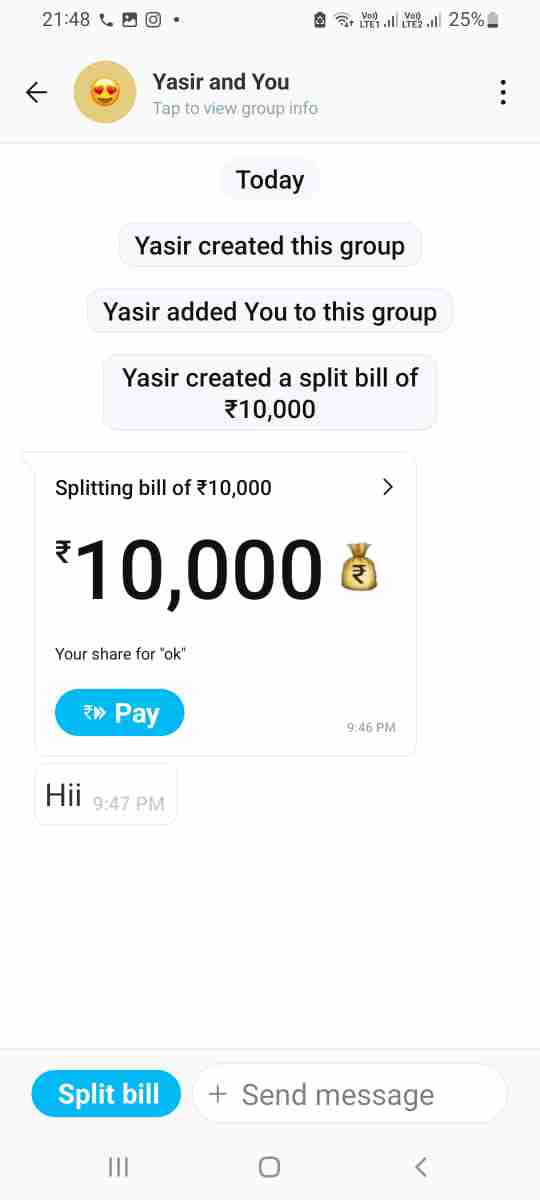 21:48 Vo)) LTE1 Vo)) LTE2 25%
Yasir and You
Tap to view group info
Today
Yasir created this group
Yasir added You to this group
Yasir created a split bill of
₹10,000
Splitting bill of ₹10,000
₹10,000 ₹
Your share for "ok"
₹ Pay
9:46 PM
Hii 9:47 PM
Split bill + Send message